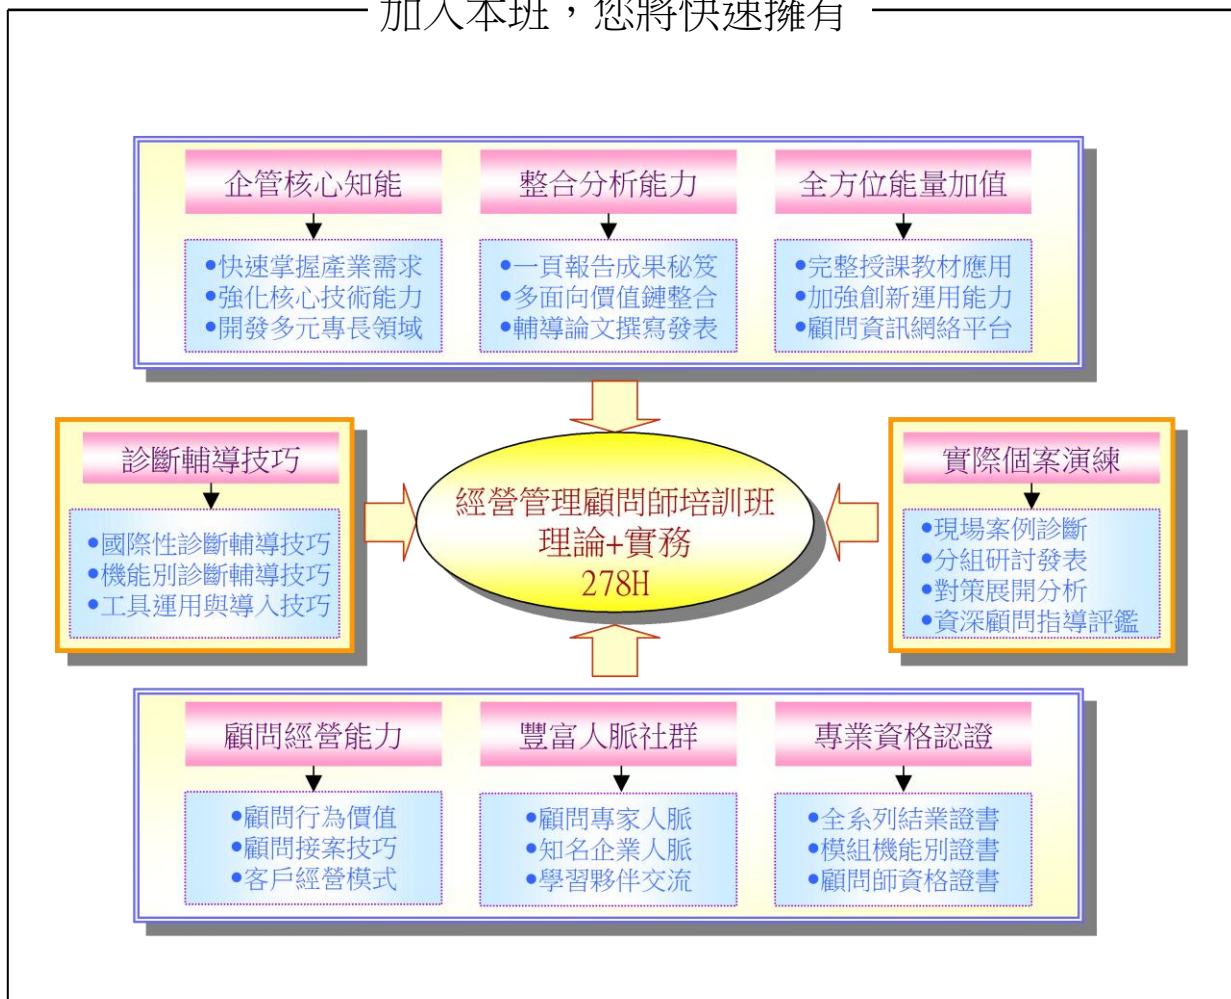 加入本班，您將快速擁有
企管核心知能
●快速掌握產業需求
●強化核心技術能力
●開發多元專長領域
整合分析能力
●一頁報告成果秘笈
●多面向價值鏈整合
●輔導論文撰寫發表
全方位能量加值
●完整授課教材應用
●加強創新運用能力
●顧問資訊網絡平台
診斷輔導技巧
●國際性診斷輔導技巧
●機能別診斷輔導技巧
●工具運用與導入技巧
經營管理顧問師培訓班
理論+實務
278H
實際個案演練
●現場案例診斷
●分組研討發表
●對策展開分析
●資深顧問指導評鑑
顧問經營能力
●顧問行為價值
●顧問接案技巧
●客戶經營模式
豐富人脈社群
●顧問專家人脈
●知名企業人脈
●學習夥伴交流
專業資格認證
●全系列結業證書
●模組機能別證書
●顧問師資格證書